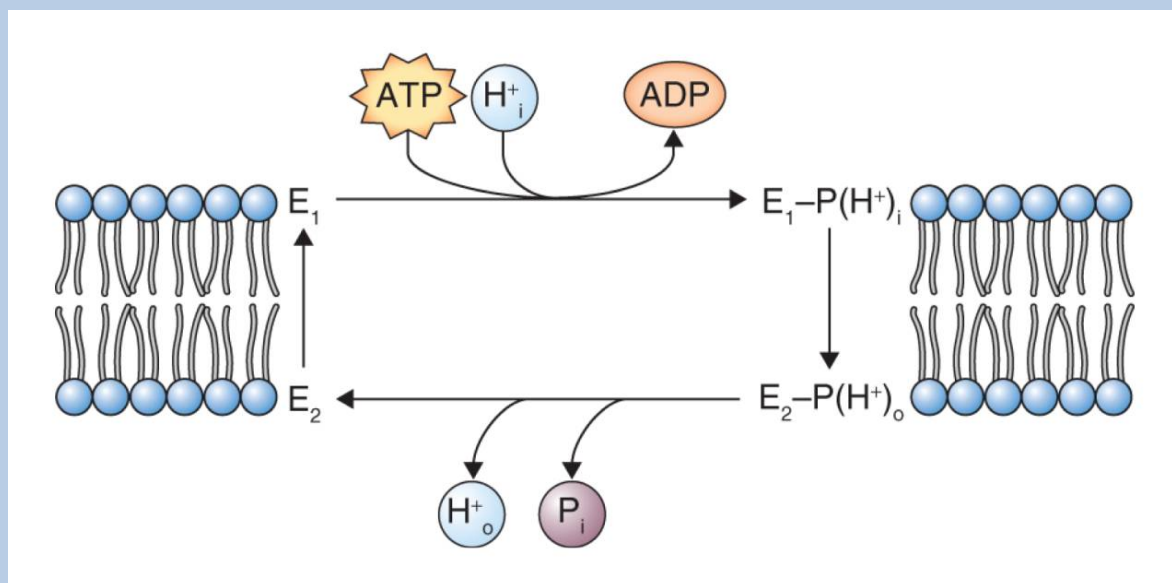 ATP H⁺ᵢ ADP
E₁ E₁–P(H⁺)ᵢ
E₂ E₂–P(H⁺)ₒ
H⁺ₒ Pᵢ